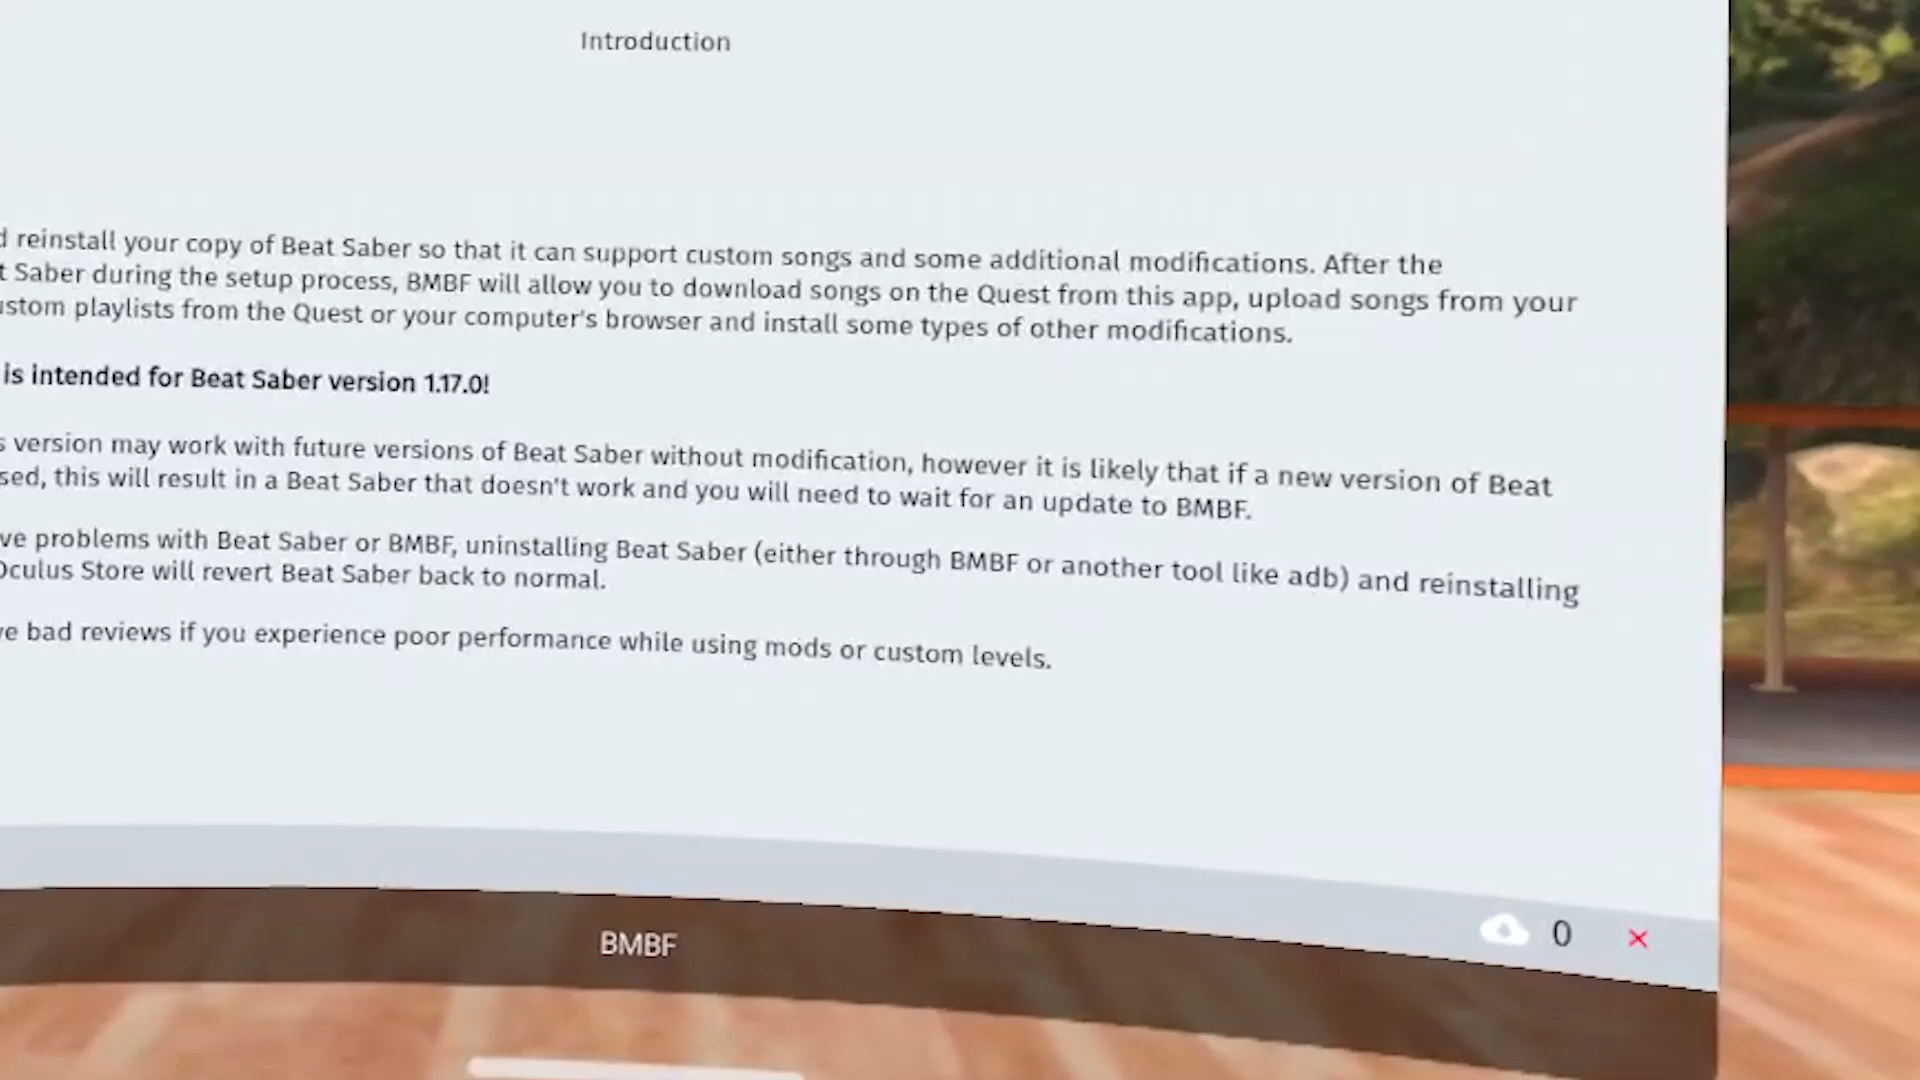 Introduction
reinstall your copy of Beat Saber so that it can support custom songs and some additional modifications. After the
Saber during the setup process, BMBF will allow you to download songs on the Quest from this app, upload songs from your
playlists from the Quest or your computer's browser and install some types of other modifications.
is intended for Beat Saber version 1.17.0!
version may work with future versions of Beat Saber without modification, however it is likely that if a new version of Beat
this will result in a Beat Saber that doesn't work and you will need to wait for an update to BMBF.
problems with Beat Saber or BMBF, uninstalling Beat Saber (either through BMBF or another tool like adb) and reinstalling
Oculus Store will revert Beat Saber back to normal.
bad reviews if you experience poor performance while using mods or custom levels.
0
BMBF